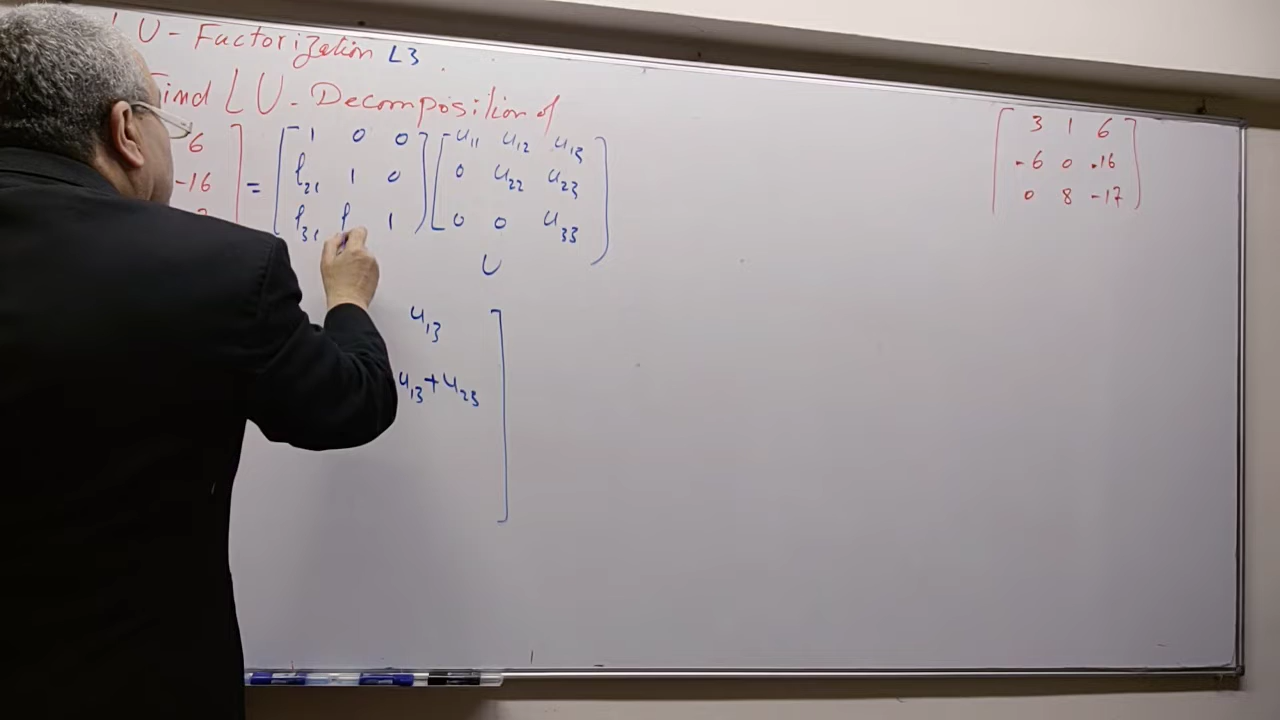 U - Factorization L3
Find LU - Decomposition of
6
-16
= [ 1 0 0 ] [ u11 u12 u13 ]
l21 1 0 0 u22 u23
l31 l 1 0 0 u33
U
u13
u13 + u23
3 1 6
-6 0 -16
0 8 -17